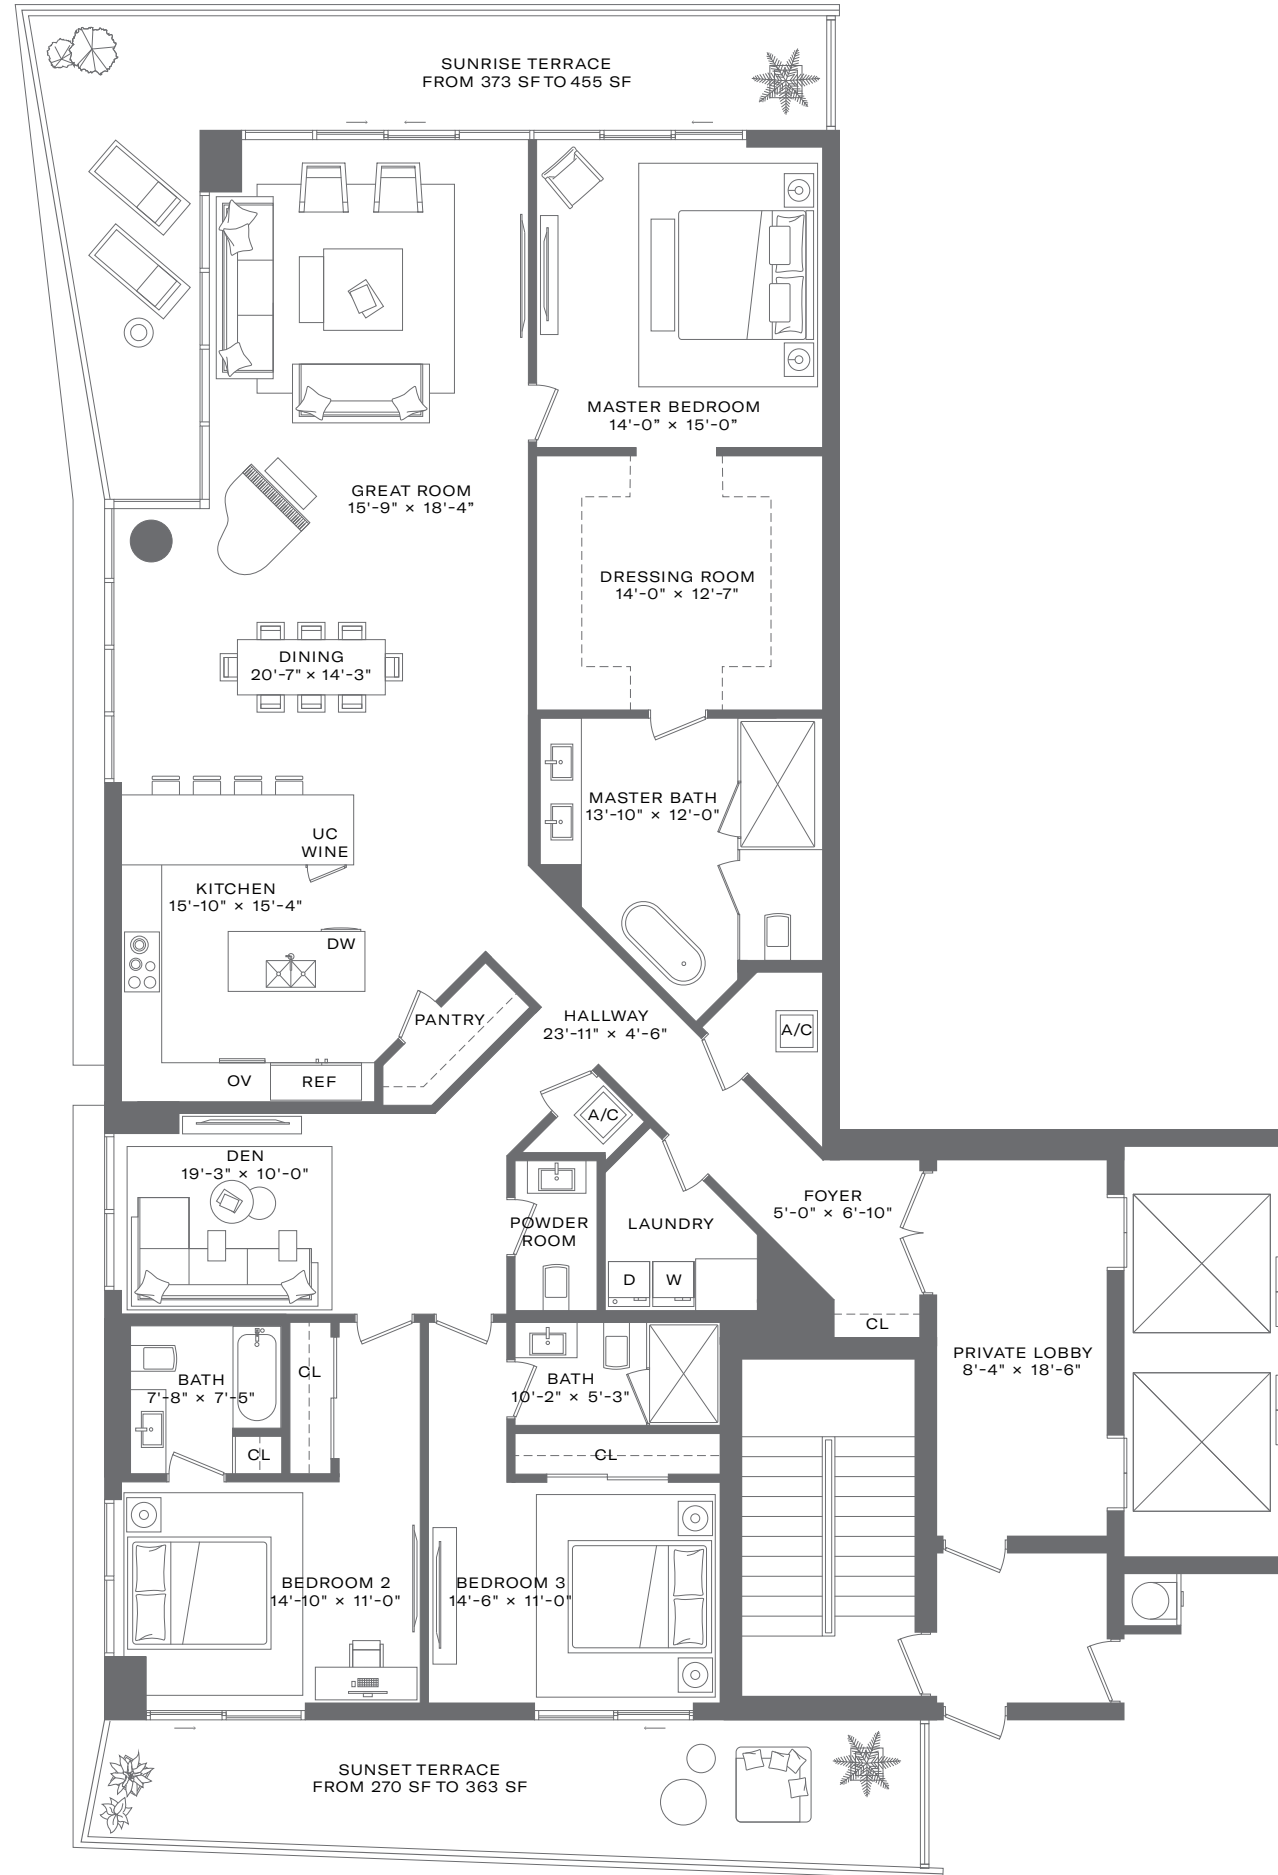 SUNRISE TERRACE
FROM 373 SF TO 455 SF
MASTER BEDROOM
14'-0" × 15'-0"
GREAT ROOM
15'-9" × 18'-4"
DRESSING ROOM
14'-0" × 12'-7"
DINING
20'-7" × 14'-3"
MASTER BATH
13'-10" × 12'-0"
UC
WINE
KITCHEN
15'-10" × 15'-4"
DW
PANTRY
HALLWAY
23'-11" × 4'-6"
A/C
OV
REF
A/C
DEN
19'-3" × 10'-0"
FOYER
5'-0" × 6'-10"
POWDER
ROOM
LAUNDRY
D
W
CL
PRIVATE LOBBY
8'-4" × 18'-6"
BATH
7'-8" × 7'-5"
CL
BATH
10'-2" × 5'-3"
CL
CL
BEDROOM 2
14'-10" × 11'-0"
BEDROOM 3
14'-6" × 11'-0"
SUNSET TERRACE
FROM 270 SF TO 363 SF